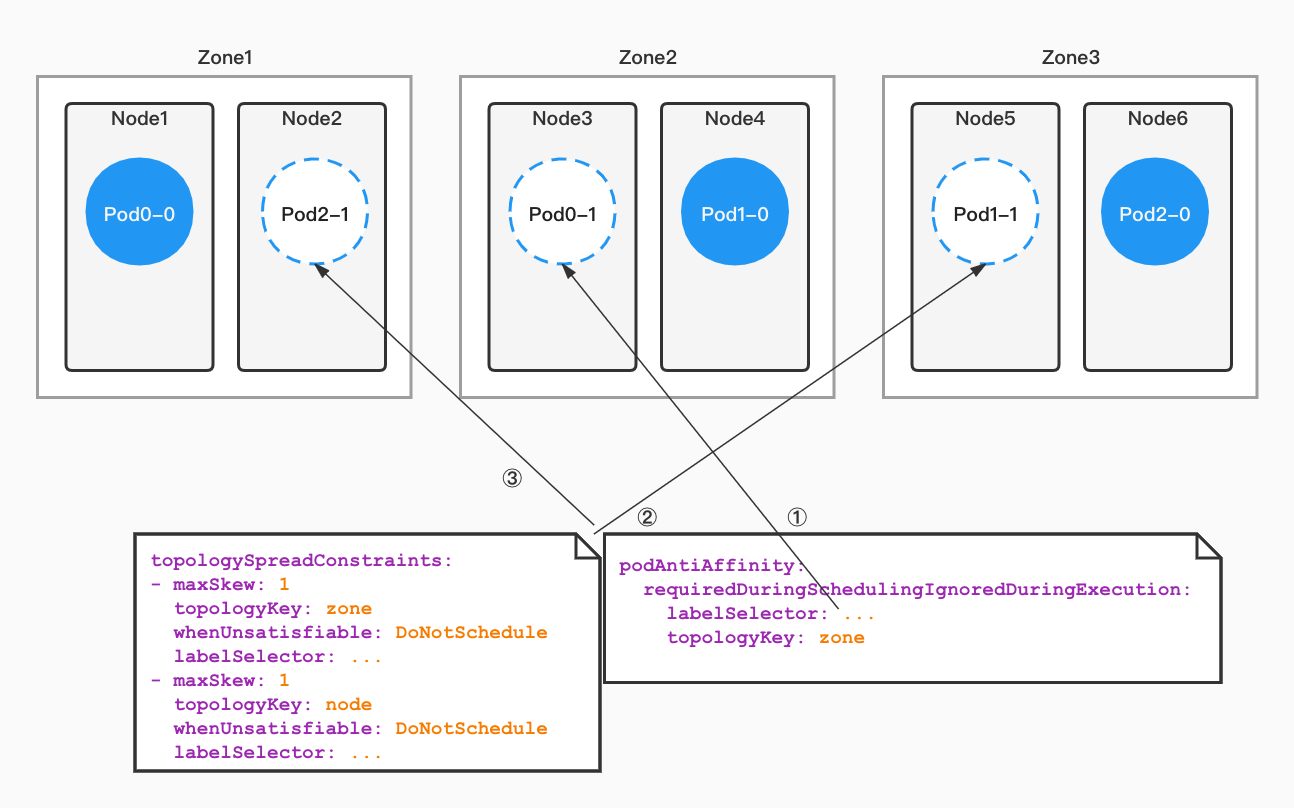 Zone1
Zone2
Zone3
Node1
Node2
Node3
Node4
Node5
Node6
Pod0-0
Pod2-1
Pod0-1
Pod1-0
Pod1-1
Pod2-0
③
②
①
topologySpreadConstraints:
- maxSkew: 1
  topologyKey: zone
  whenUnsatisfiable: DoNotSchedule
  labelSelector: ...
- maxSkew: 1
  topologyKey: node
  whenUnsatisfiable: DoNotSchedule
  labelSelector: ...
podAntiAffinity:
  requiredDuringSchedulingIgnoredDuringExecution:
    labelSelector: ...
    topologyKey: zone